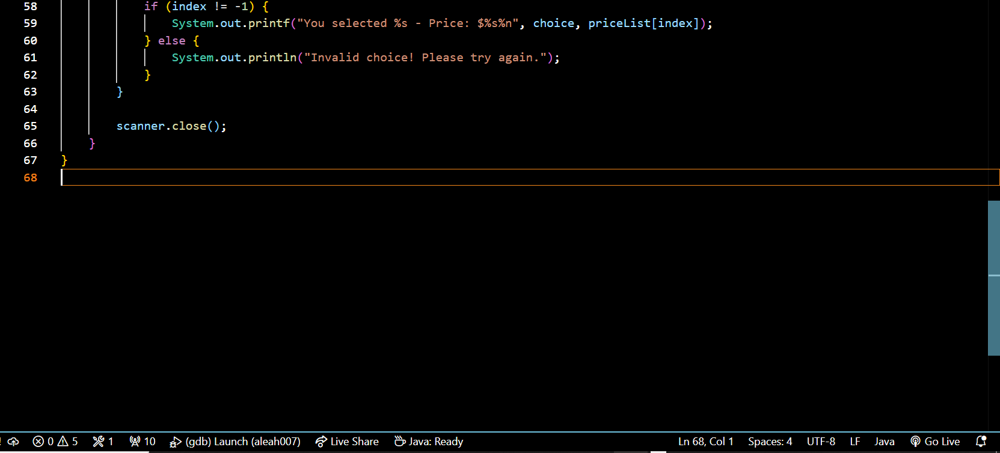 58 if (index != -1) {
59 System.out.printf("You selected %s - Price: $%s%n", choice, priceList[index]);
60 } else {
61 System.out.println("Invalid choice! Please try again.");
62 }
63 }
64
65 scanner.close();
66 }
67 }
68
0 5 1 10 (gdb) Launch (aleah007) Live Share Java: Ready Ln 68, Col 1 Spaces: 4 UTF-8 LF Java Go Live